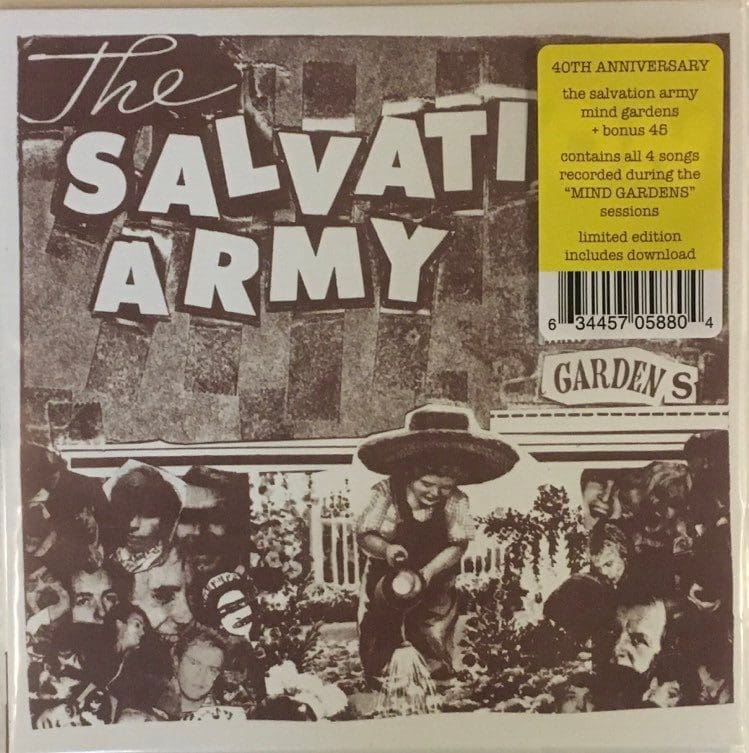 The
SALVATI
ARMY
40TH ANNIVERSARY
the salvation army
mind gardens
+ bonus 45
contains all 4 songs
recorded during the
"MIND GARDENS"
sessions
limited edition
includes download
6 34457 05880 4
GARDENS